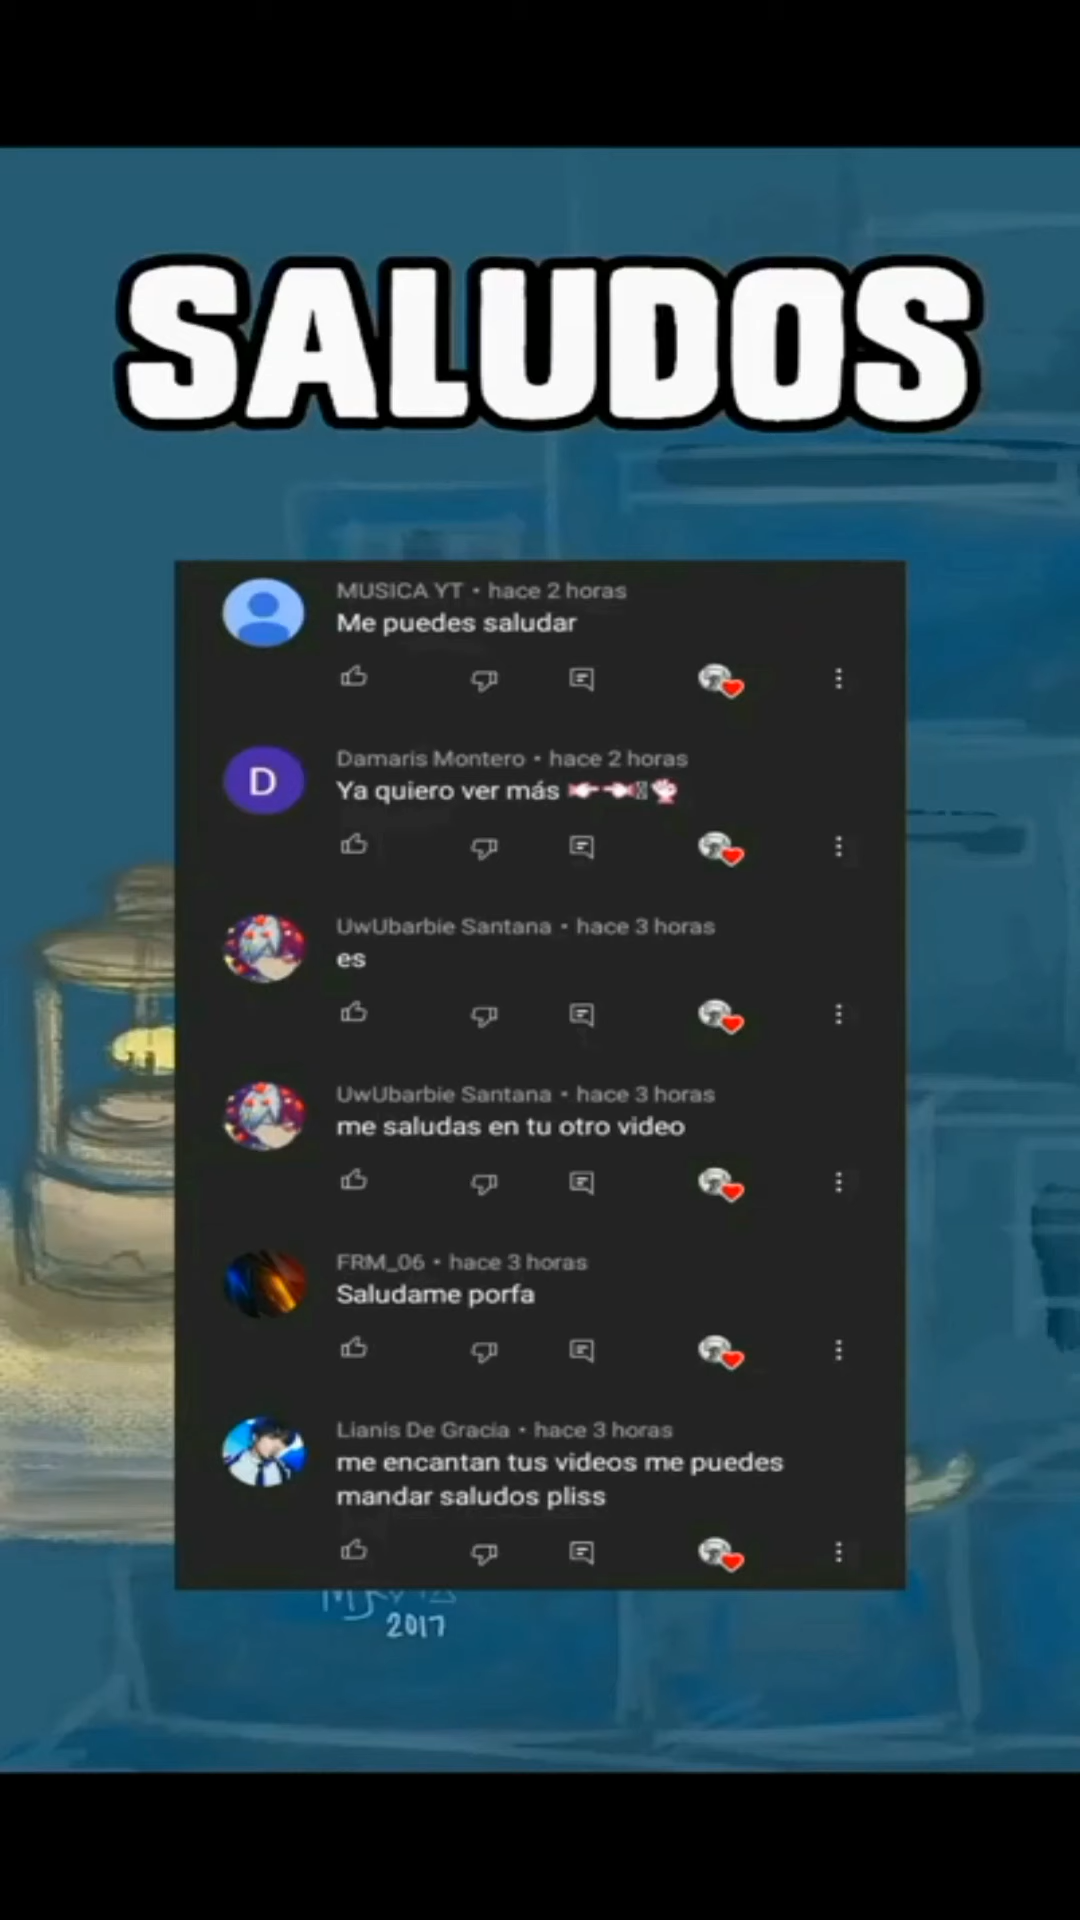 SALUDOS
MUSICA YT • hace 2 horas
Me puedes saludar
D
Damaris Montero • hace 2 horas
Ya quiero ver más
UwUbarbie Santana • hace 3 horas
es
UwUbarbie Santana • hace 3 horas
me saludas en tu otro video
FRM_06 • hace 3 horas
Saludame porfa
Lianis De Gracia • hace 3 horas
me encantan tus videos me puedes
mandar saludos pliss
2017